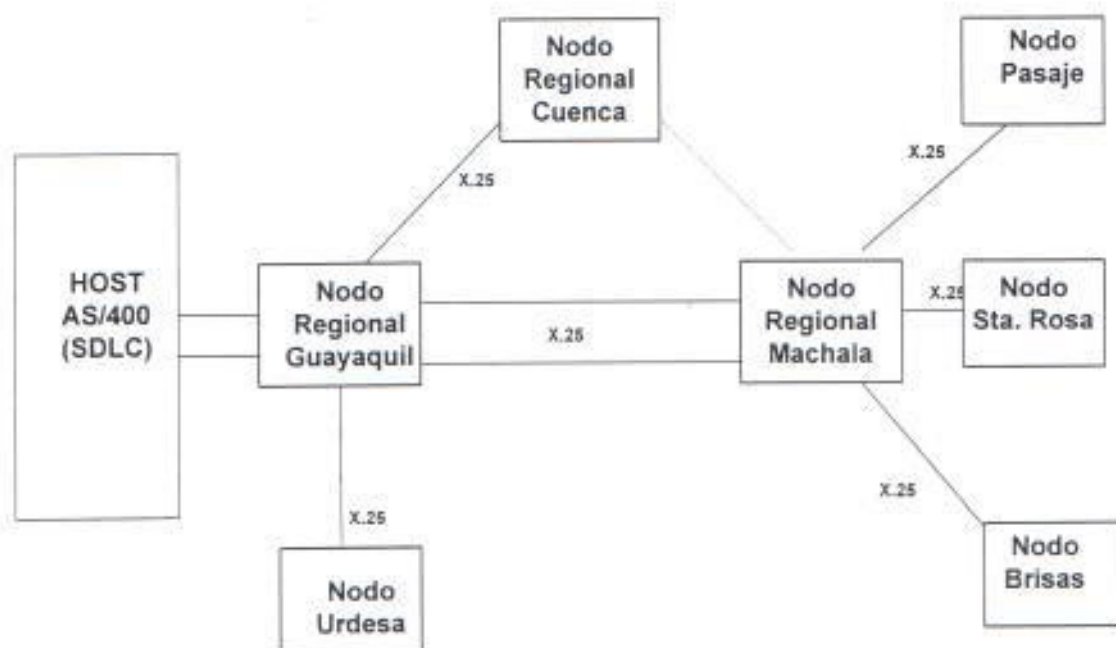 Nodo
Regional
Cuenca
Nodo
Pasaje
X.25
X.25
HOST
AS/400
(SDLC)
Nodo
Regional
Guayaquil
X.25
Nodo
Regional
Machala
X.25
Nodo
Sta. Rosa
X.25
X.25
Nodo
Urdesa
Nodo
Brisas